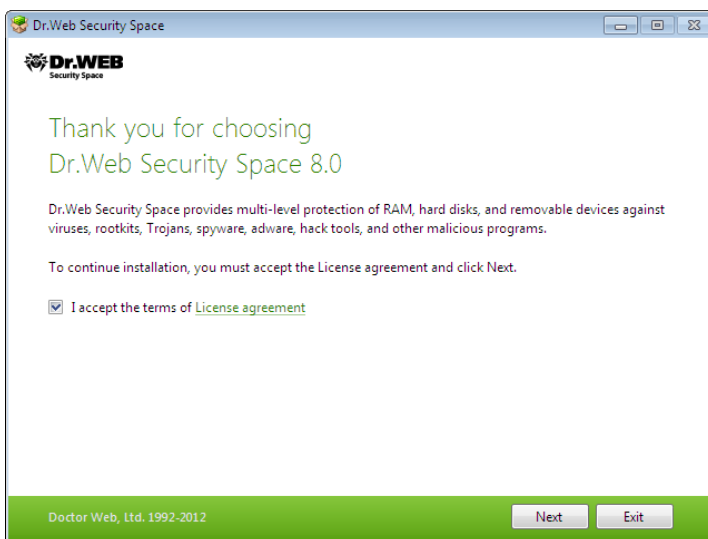 Dr.Web Security Space
Dr.WEB
Security Space
Thank you for choosing
Dr.Web Security Space 8.0
Dr.Web Security Space provides multi-level protection of RAM, hard disks, and removable devices against
viruses, rootkits, Trojans, spyware, adware, hack tools, and other malicious programs.
To continue installation, you must accept the License agreement and click Next.
I accept the terms of License agreement
Doctor Web, Ltd. 1992-2012
Next
Exit